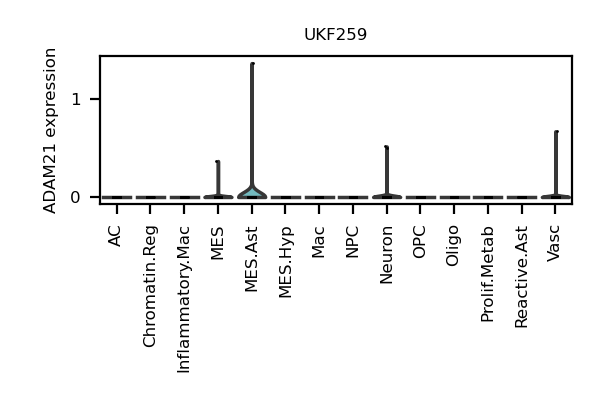 UKF259
ADAM21 expression
1
0
AC
Chromatin.Reg
Inflammatory.Mac
MES
MES.Ast
MES.Hyp
Mac
NPC
Neuron
OPC
Oligo
Prolif.Metab
Reactive.Ast
Vasc